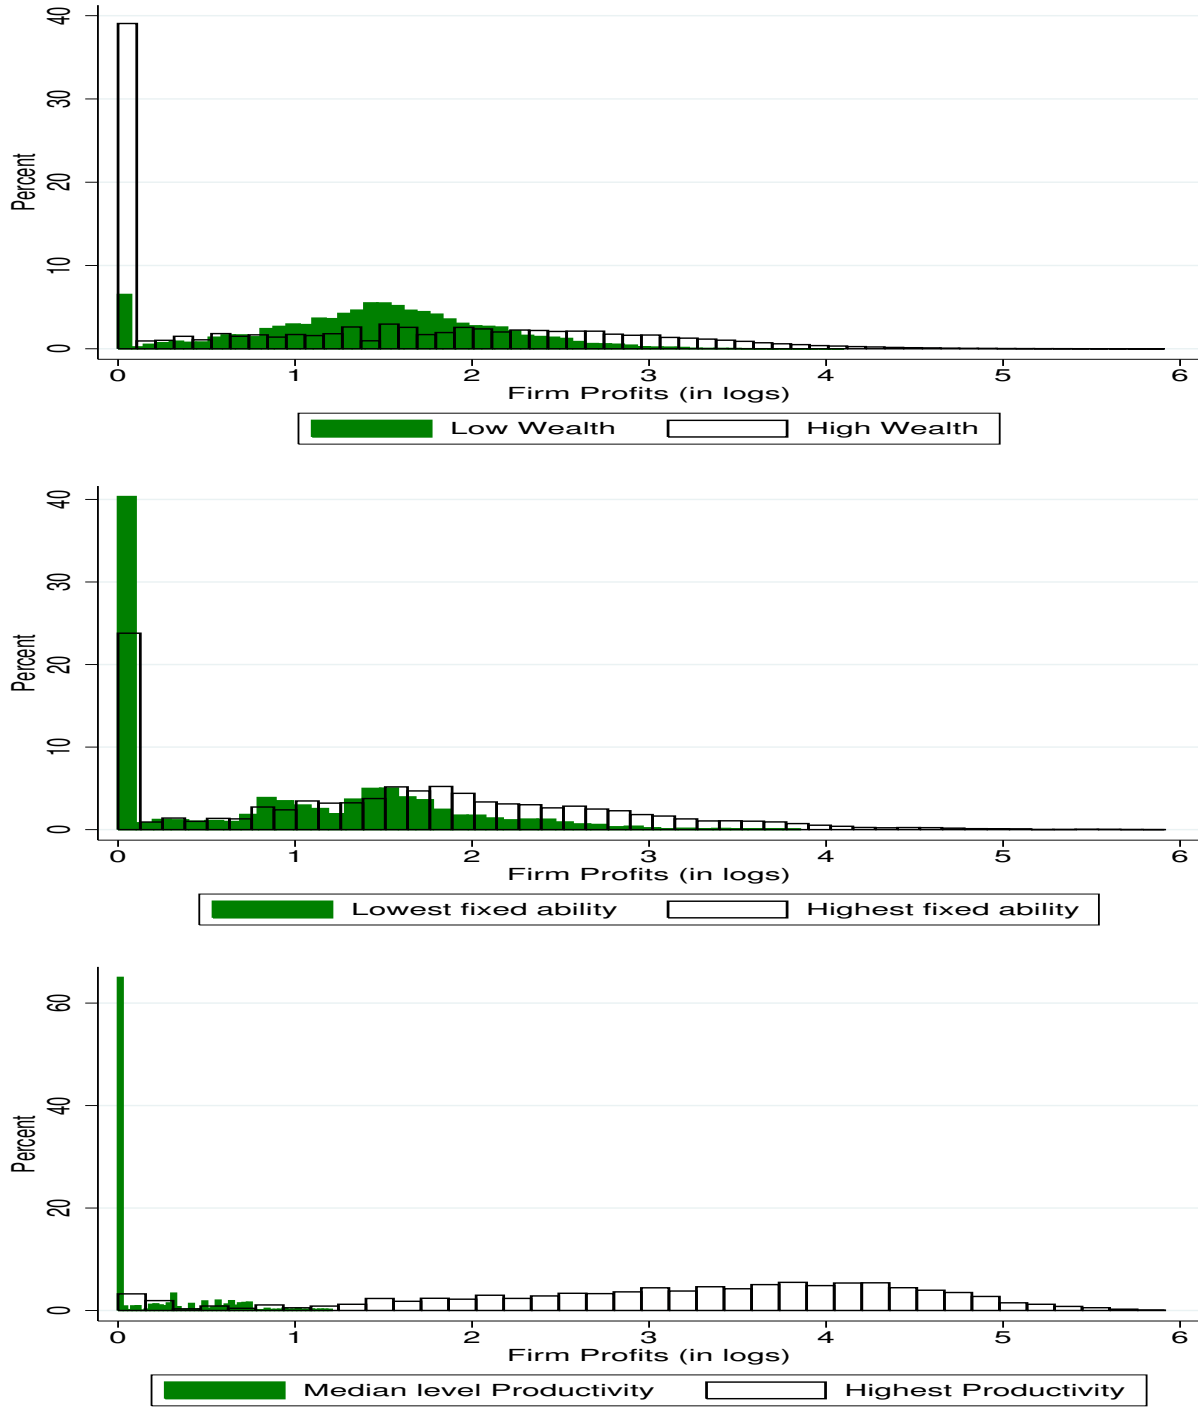 40
30
20
10
0
Percent
0 1 2 3 4 5 6
Firm Profits (in logs)
Low Wealth High Wealth
40
30
20
10
0
Percent
0 1 2 3 4 5 6
Firm Profits (in logs)
Lowest fixed ability Highest fixed ability
60
40
20
0
Percent
0 1 2 3 4 5 6
Firm Profits (in logs)
Median level Productivity Highest Productivity